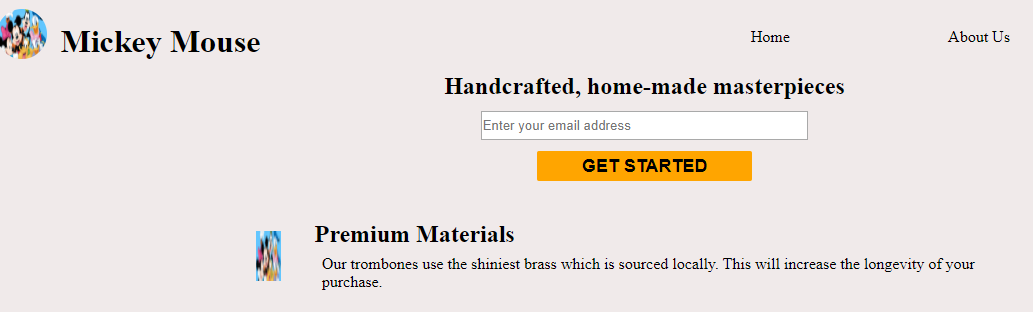 Mickey Mouse
Home
About Us
Handcrafted, home-made masterpieces
Enter your email address
GET STARTED
Premium Materials
Our trombones use the shiniest brass which is sourced locally. This will increase the longevity of your
purchase.